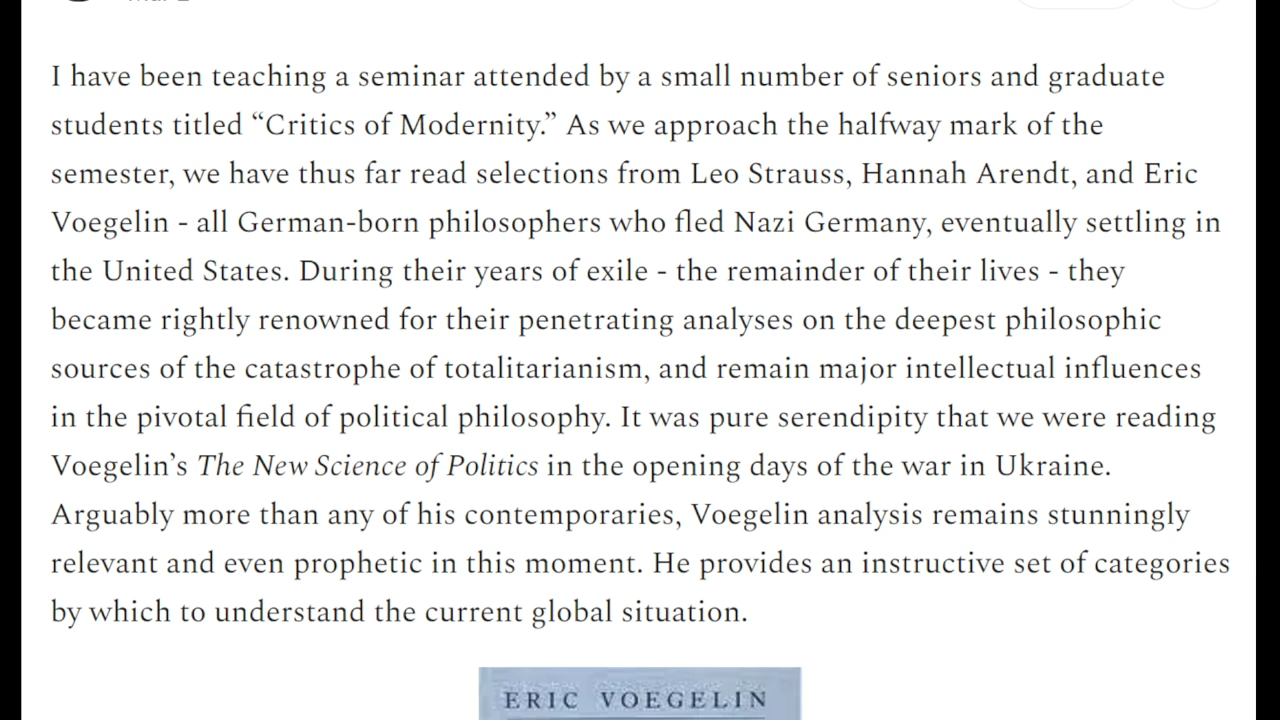 I have been teaching a seminar attended by a small number of seniors and graduate
students titled “Critics of Modernity.” As we approach the halfway mark of the
semester, we have thus far read selections from Leo Strauss, Hannah Arendt, and Eric
Voegelin - all German-born philosophers who fled Nazi Germany, eventually settling in
the United States. During their years of exile - the remainder of their lives - they
became rightly renowned for their penetrating analyses on the deepest philosophic
sources of the catastrophe of totalitarianism, and remain major intellectual influences
in the pivotal field of political philosophy. It was pure serendipity that we were reading
Voegelin’s The New Science of Politics in the opening days of the war in Ukraine.
Arguably more than any of his contemporaries, Voegelin analysis remains stunningly
relevant and even prophetic in this moment. He provides an instructive set of categories
by which to understand the current global situation.
ERIC VOEGELIN